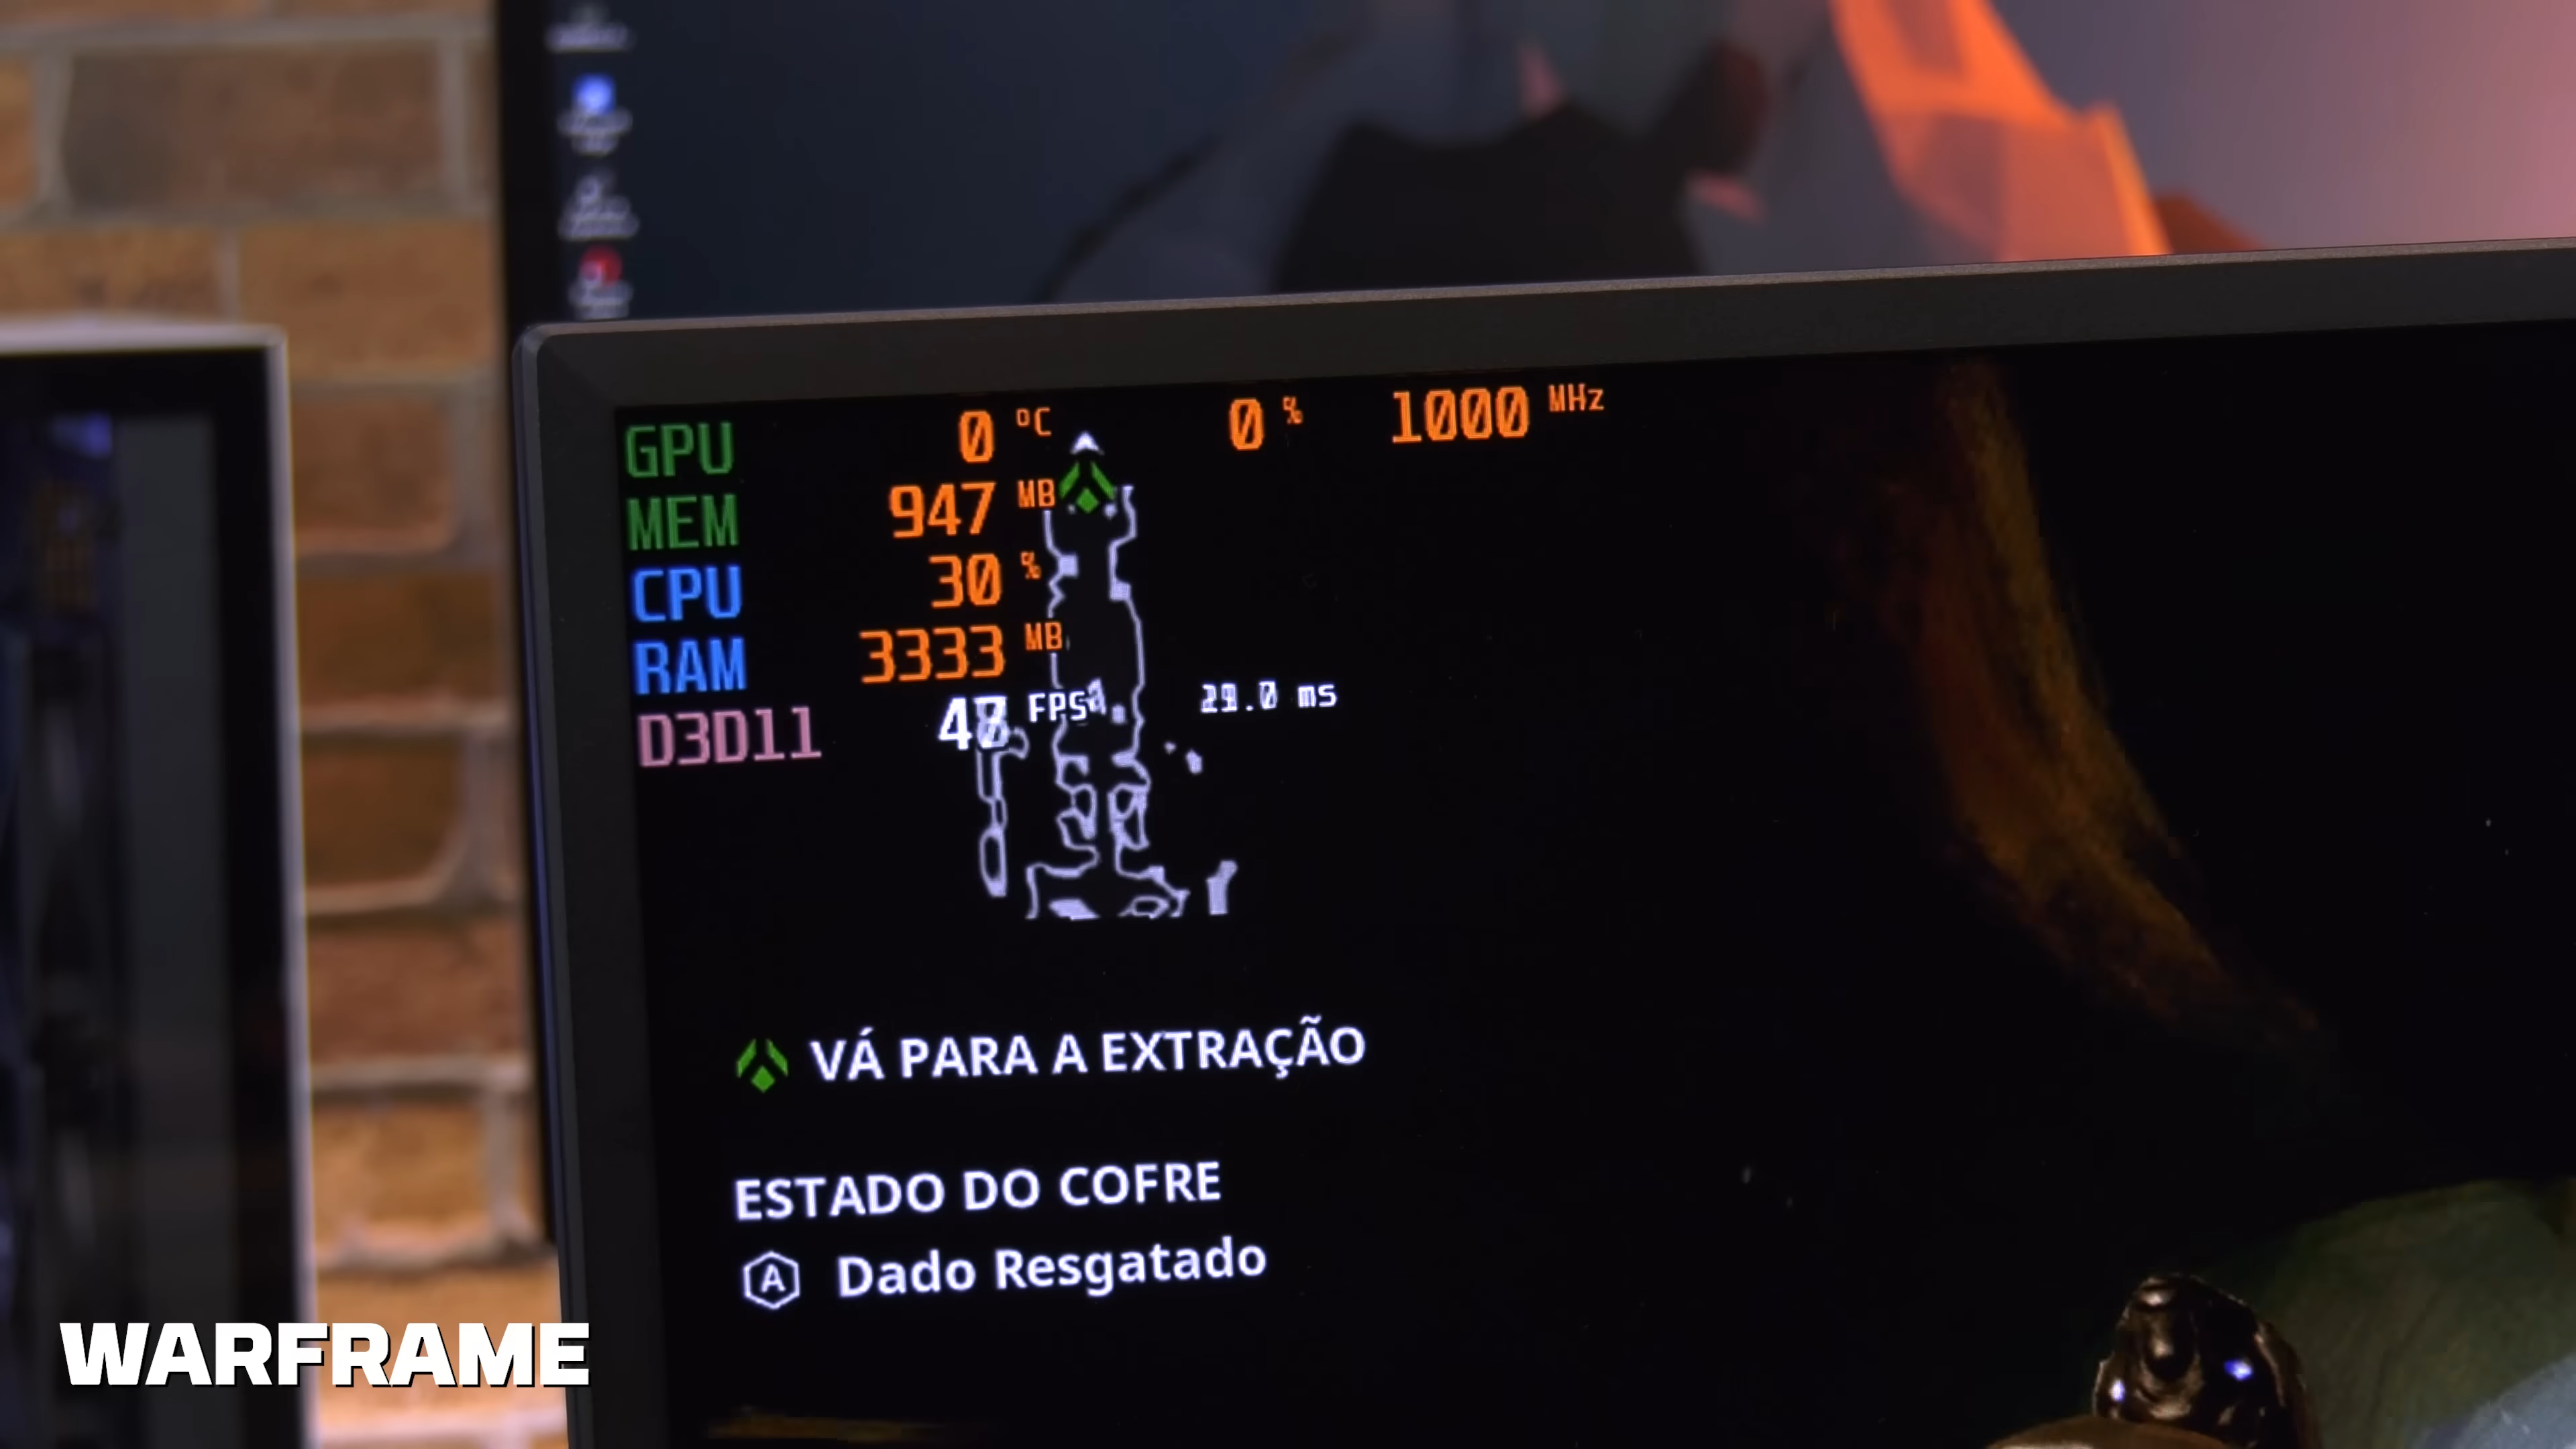 GPU 0 °C 0 % 1000 MHz
MEM 947 MB
CPU 30 %
RAM 3333 MB
D3D11 FPS ms
VÁ PARA A EXTRAÇÃO
ESTADO DO COFRE
A Dado Resgatado
WARFRAME